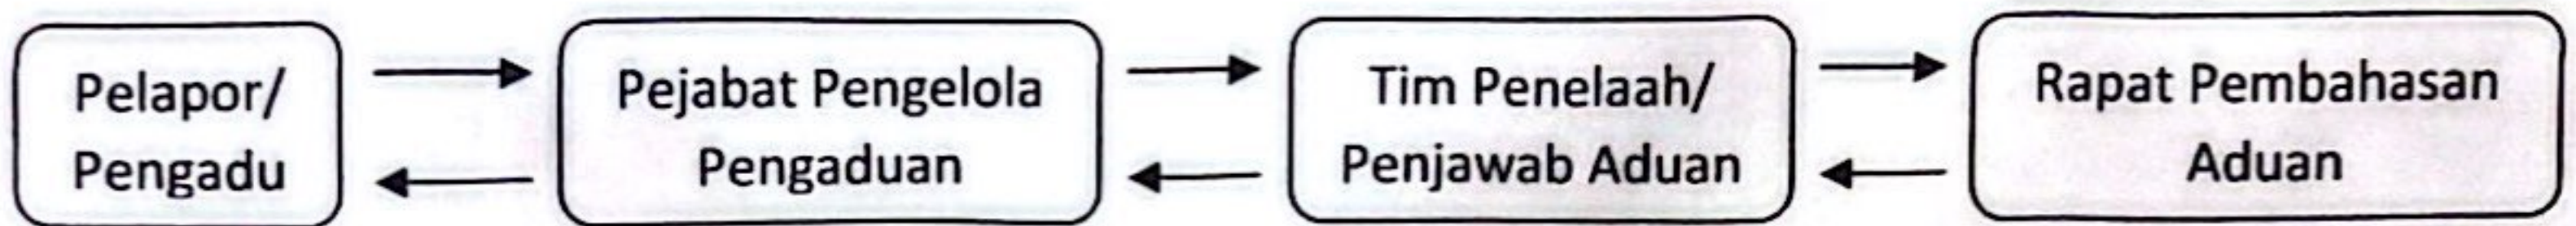 Pelapor/
Pengadu
Pejabat Pengelola
Pengaduan
Tim Penelaah/
Penjawab Aduan
Rapat Pembahasan
Aduan